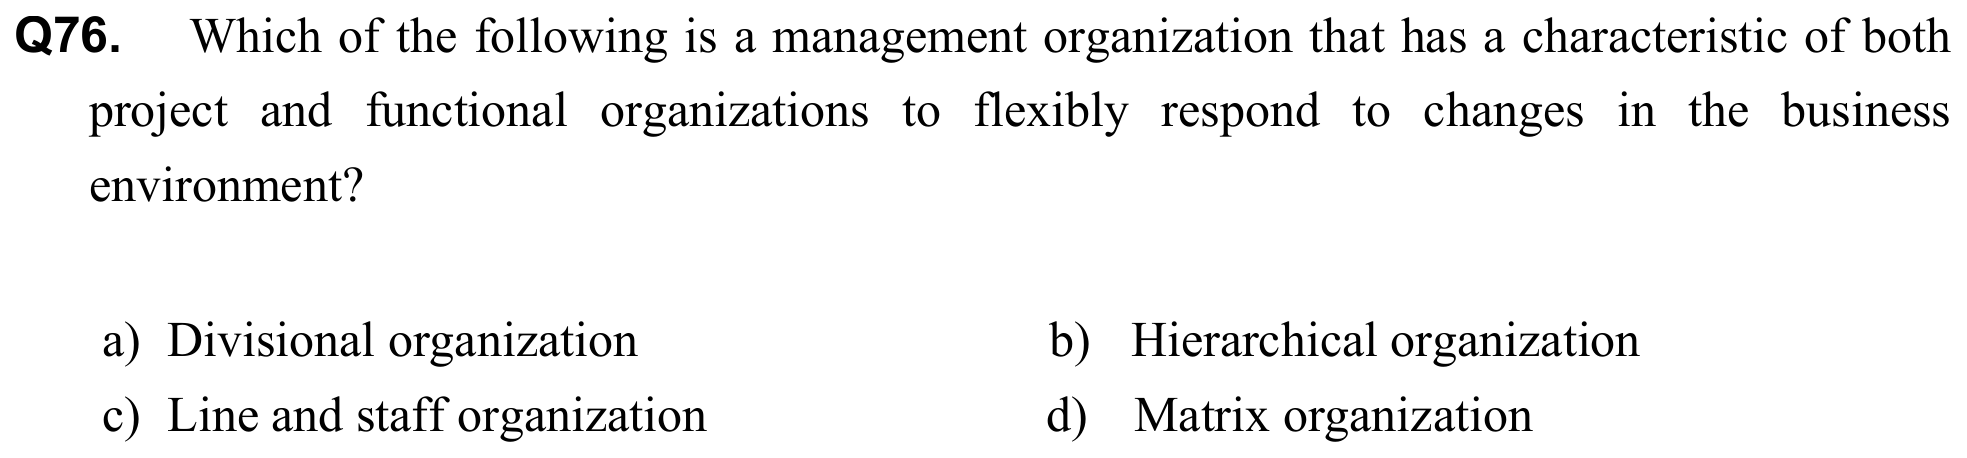 Q76. Which of the following is a management organization that has a characteristic of both
project and functional organizations to flexibly respond to changes in the business
environment?
a) Divisional organization b) Hierarchical organization
c) Line and staff organization d) Matrix organization